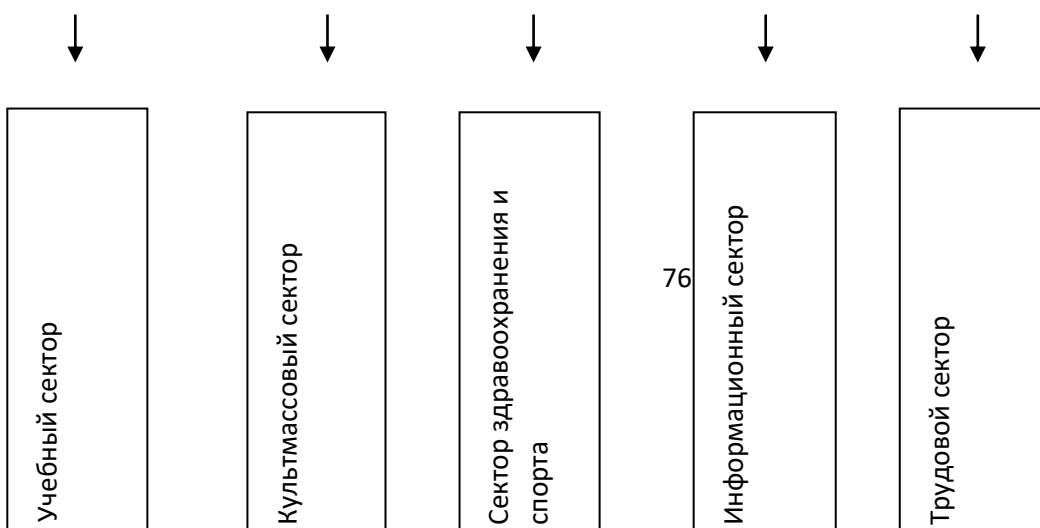 Учебный сектор
Культмассовый сектор
Сектор здравоохранения и
спорта
76
Информационный сектор
Трудовой сектор